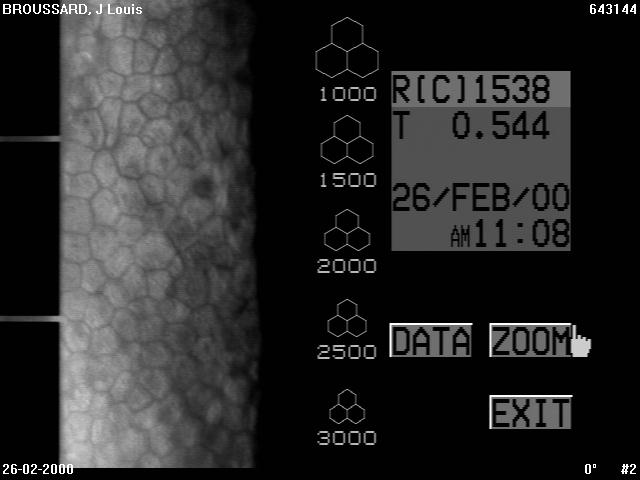 BROUSSARD, J Louis
643144
1000
1500
2000
2500
3000
R[C]1538
T 0.544
26/FEB/00
AM11:08
DATA ZOOM
EXIT
26-02-2000
0° #2